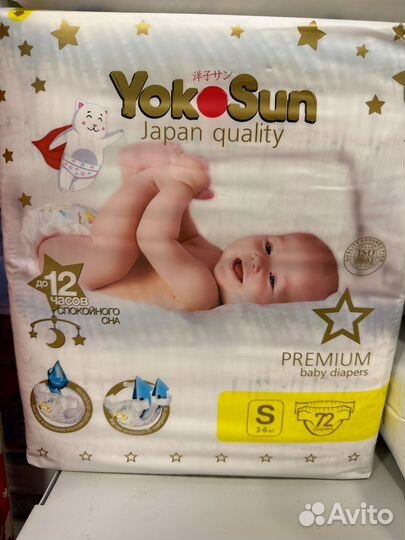 洋子サン
YokoSun
Japan quality
ISO
до 12
часов
спокойного
сна
PREMIUM
baby diapers
S
3-6 кг
72
Avito